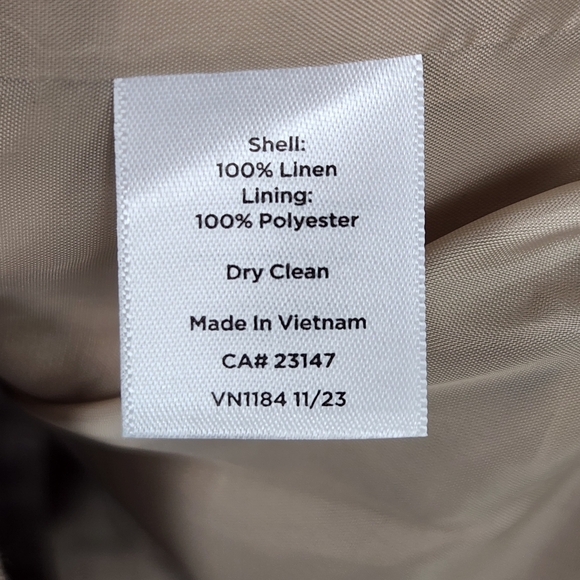 Shell:
100% Linen
Lining:
100% Polyester
Dry Clean
Made In Vietnam
CA# 23147
VN1184 11/23